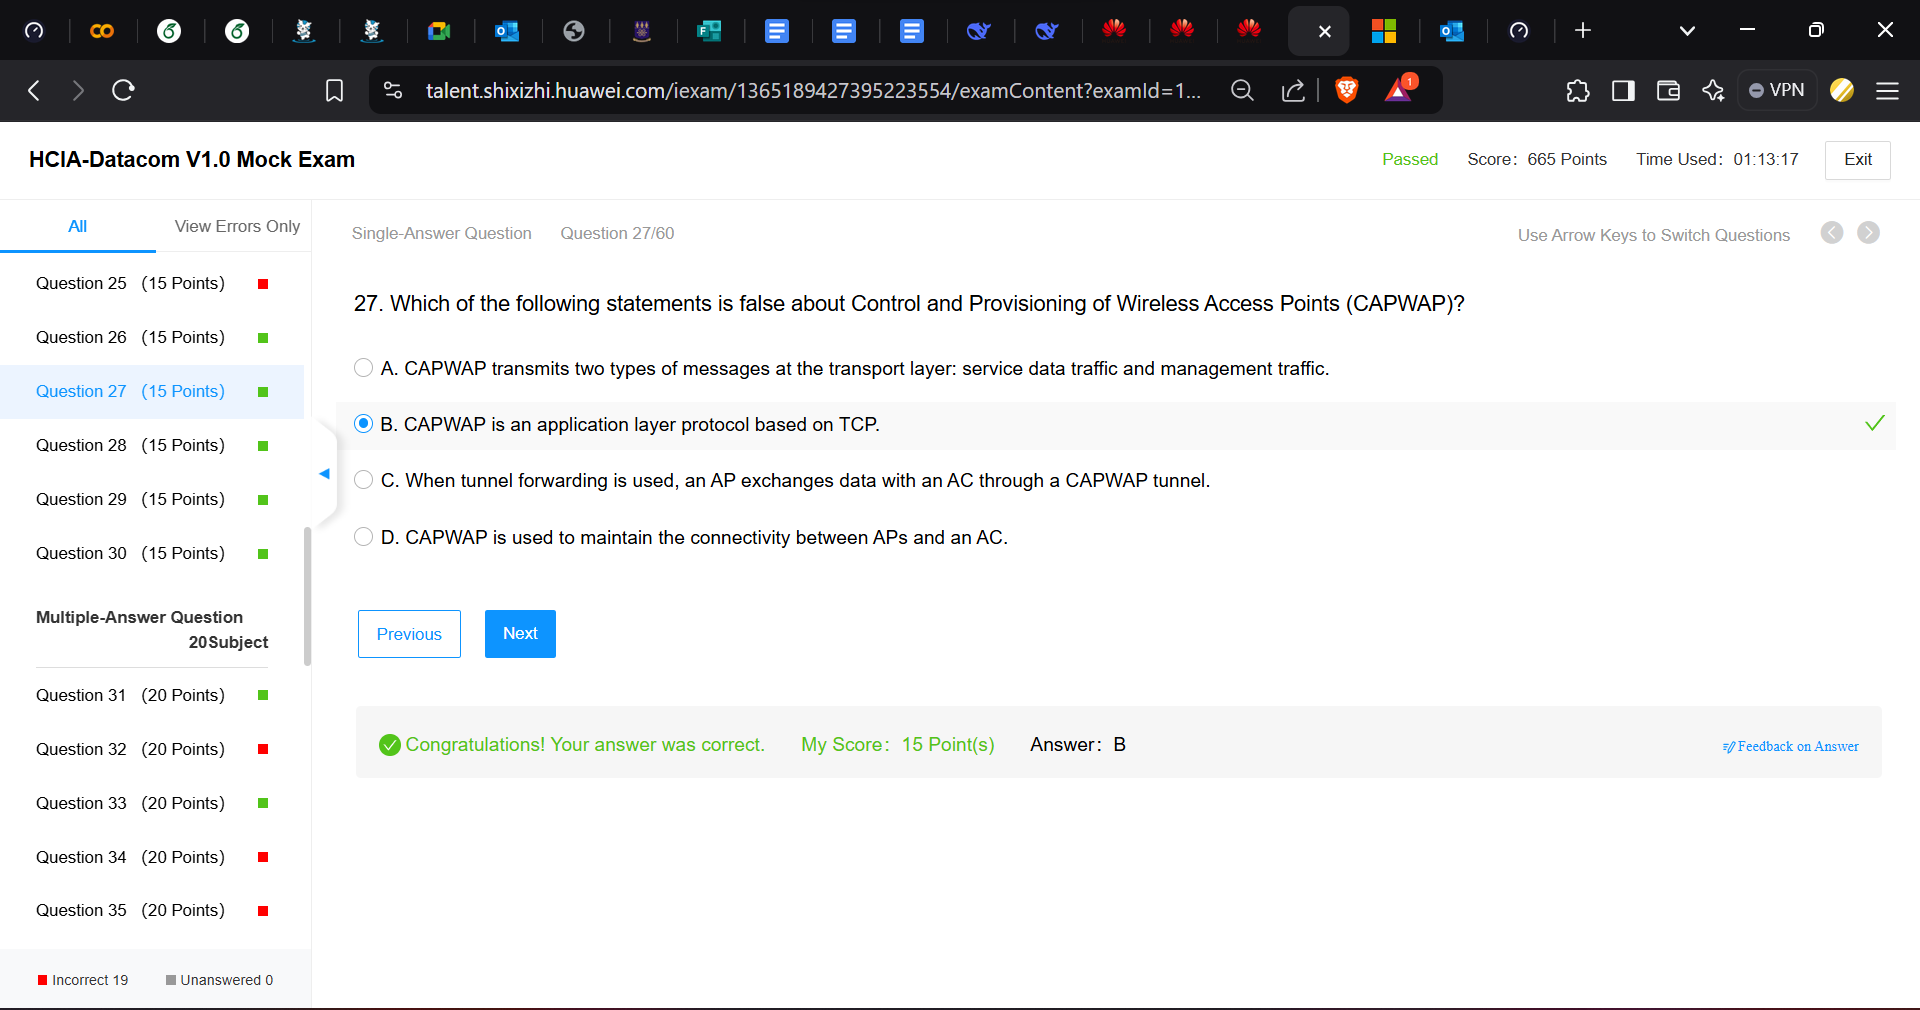 talent.shixizhi.huawei.com/iexam/1365189427395223554/examContent?examId=1...
1
VPN
HCIA-Datacom V1.0 Mock Exam
Passed
Score: 665 Points
Time Used: 01:13:17
Exit
All
View Errors Only
Single-Answer Question
Question 27/60
Use Arrow Keys to Switch Questions
Question 25 (15 Points)
Question 26 (15 Points)
Question 27 (15 Points)
Question 28 (15 Points)
Question 29 (15 Points)
Question 30 (15 Points)
Multiple-Answer Question
20Subject
Question 31 (20 Points)
Question 32 (20 Points)
Question 33 (20 Points)
Question 34 (20 Points)
Question 35 (20 Points)
Incorrect 19
Unanswered 0
27. Which of the following statements is false about Control and Provisioning of Wireless Access Points (CAPWAP)?
A. CAPWAP transmits two types of messages at the transport layer: service data traffic and management traffic.
B. CAPWAP is an application layer protocol based on TCP.
C. When tunnel forwarding is used, an AP exchanges data with an AC through a CAPWAP tunnel.
D. CAPWAP is used to maintain the connectivity between APs and an AC.
Previous
Next
Congratulations! Your answer was correct.
My Score: 15 Point(s)
Answer: B
Feedback on Answer